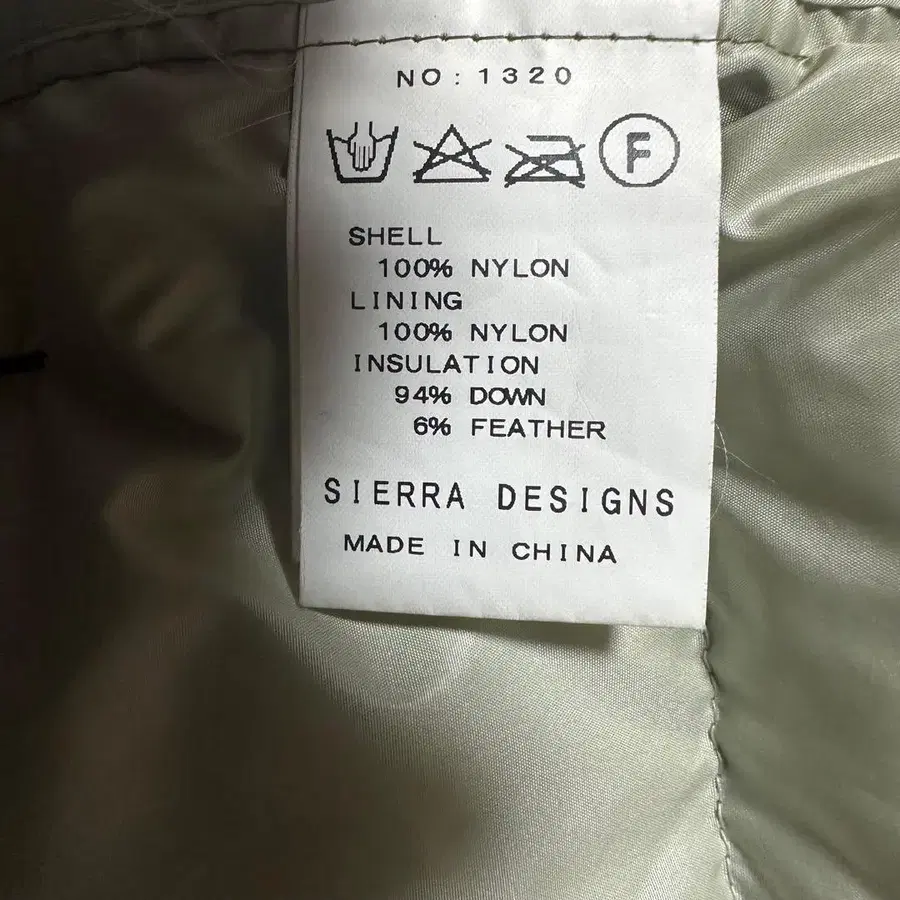 NO: 1320
F
SHELL
100% NYLON
LINING
100% NYLON
INSULATION
94% DOWN
6% FEATHER
SIERRA DESIGNS
MADE IN CHINA